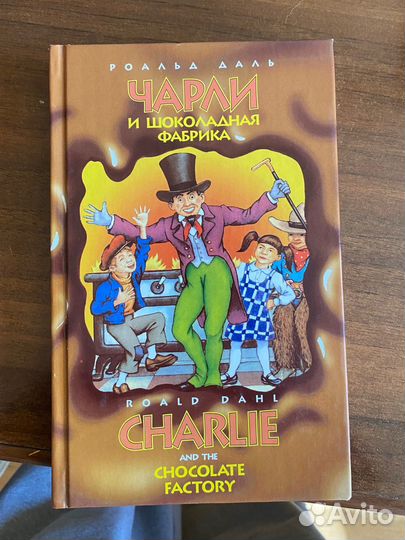 РОАЛЬД ДАЛЬ
ЧАРЛИ
И ШОКОЛАДНАЯ
ФАБРИКА
ROALD DAHL
CHARLIE
AND THE
CHOCOLATE
FACTORY
Avito